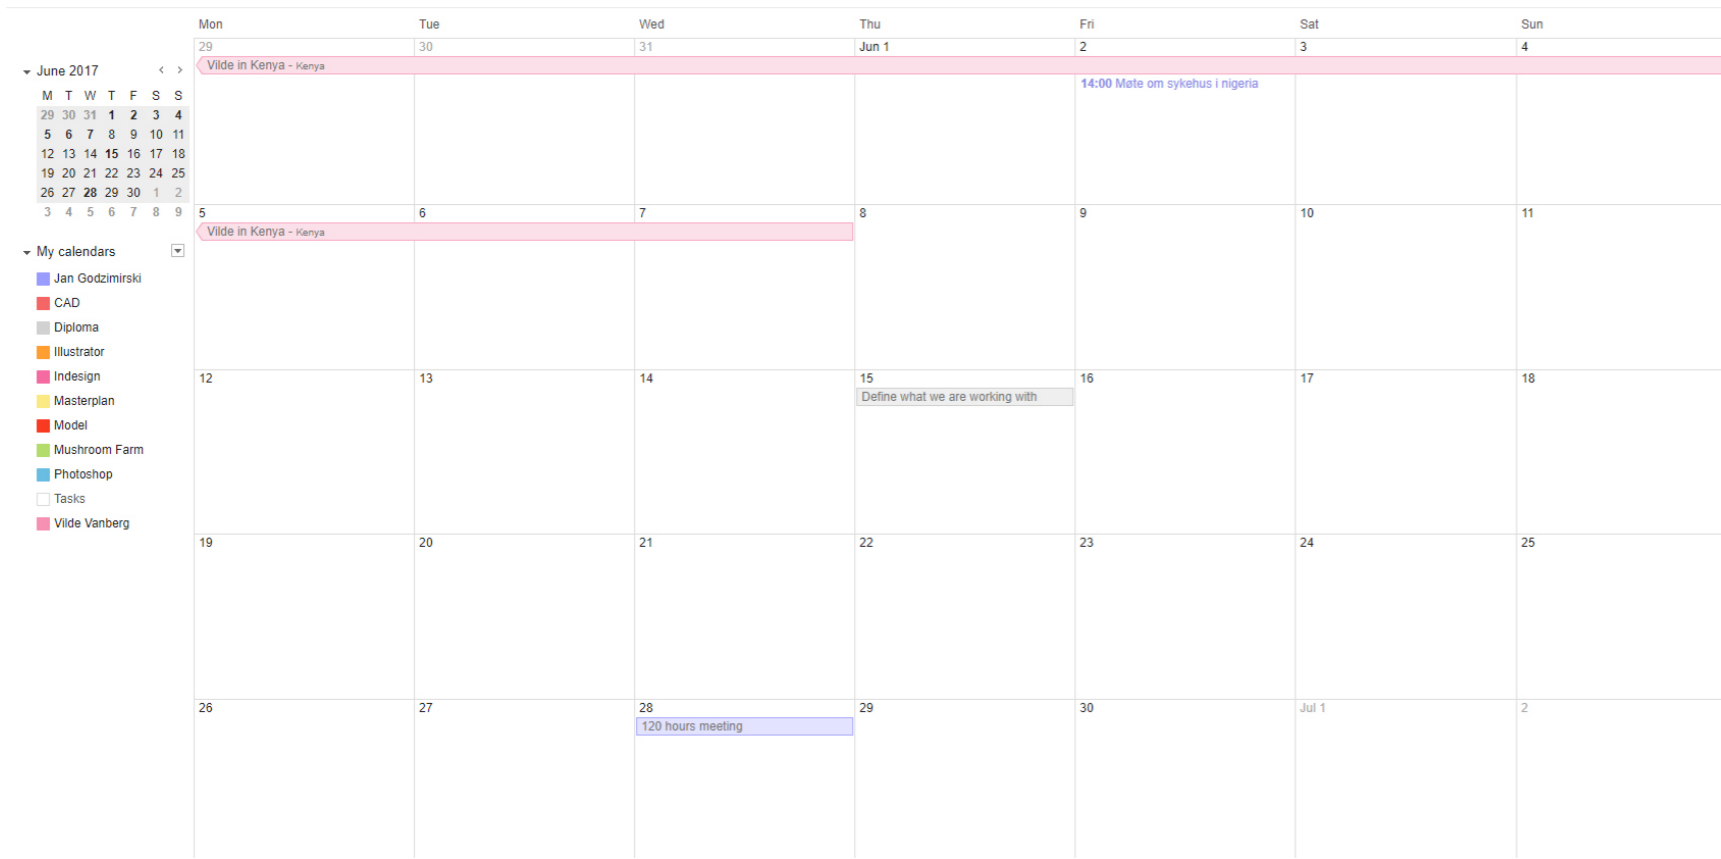 Mon Tue Wed Thu Fri Sat Sun
29 30 31 Jun 1 2 3 4
Vilde in Kenya - Kenya
14:00 Møte om sykehus i nigeria
5 6 7 8 9 10 11
Vilde in Kenya - Kenya
12 13 14 15 16 17 18
Define what we are working with
19 20 21 22 23 24 25
26 27 28 29 30 Jul 1 2
120 hours meeting
June 2017 < >
M T W T F S S
29 30 31 1 2 3 4
5 6 7 8 9 10 11
12 13 14 15 16 17 18
19 20 21 22 23 24 25
26 27 28 29 30 1 2
3 4 5 6 7 8 9
My calendars
Jan Godzimirski
CAD
Diploma
Illustrator
Indesign
Masterplan
Model
Mushroom Farm
Photoshop
Tasks
Vilde Vanberg